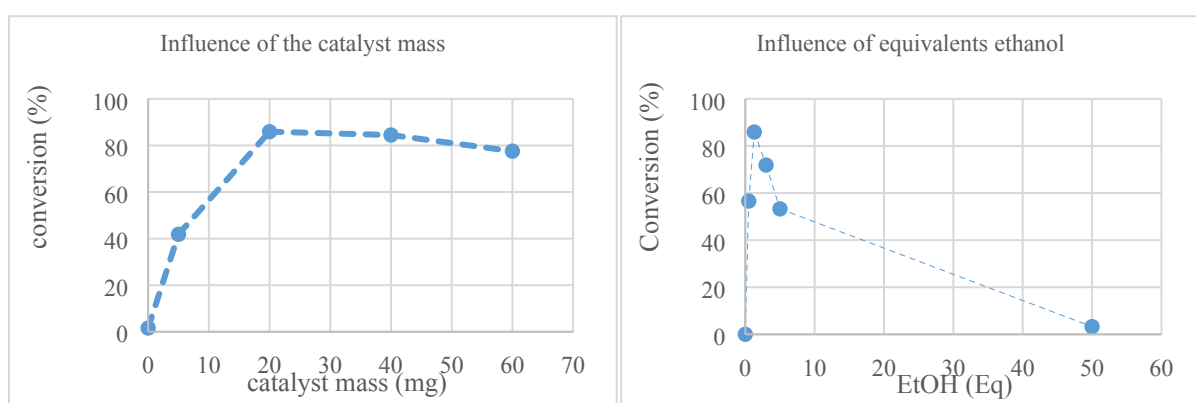 Influence of the catalyst mass
conversion (%)
100
80
60
40
20
0
0 10 20 30 40 50 60 70
catalyst mass (mg)
Influence of equivalents ethanol
Conversion (%)
100
80
60
40
20
0
0 10 20 30 40 50 60
EtOH (Eq)